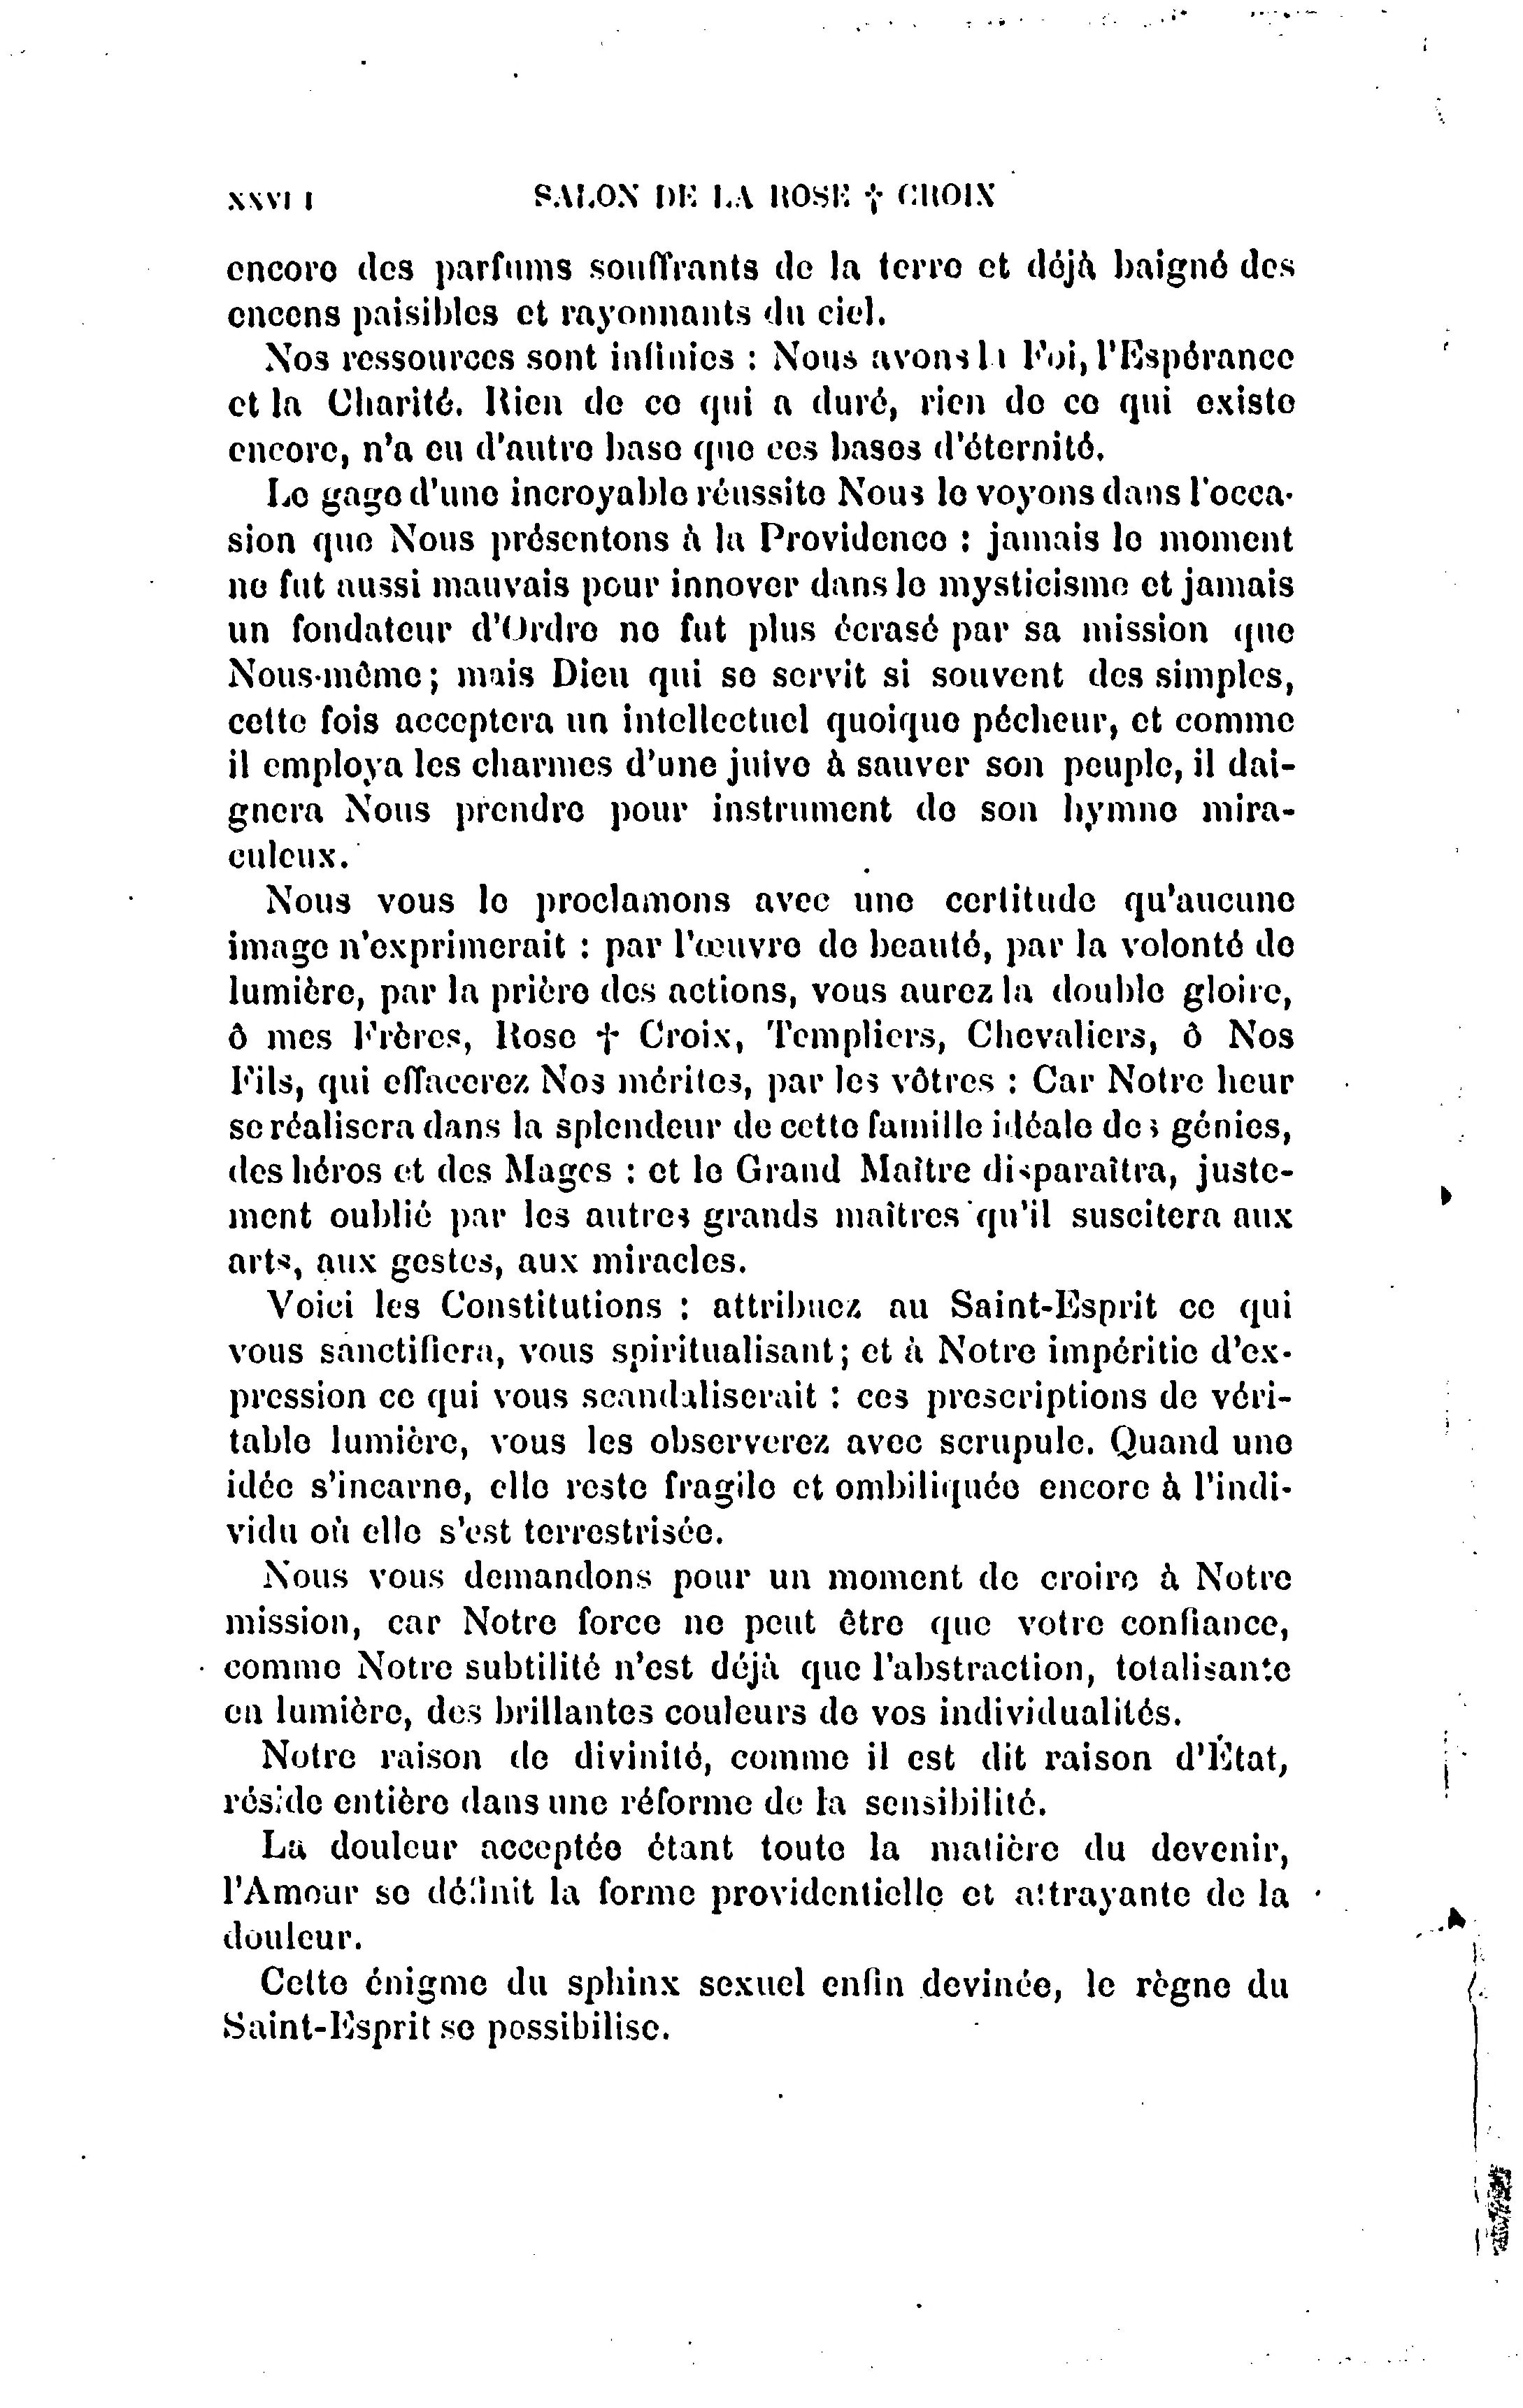 XXVI I SALON DE LA ROSE † CROIX
encore des parfums souffrants de la terre et déjà baigné des
encens paisibles et rayonnants du ciel.
Nos ressources sont infinies : Nous avons la Foi, l'Espérance
et la Charité. Rien de ce qui a duré, rien de ce qui existe
encore, n'a eu d'autre base que ces bases d'éternité.
Le gage d'une incroyable réussite Nous le voyons dans l'occa-
sion que Nous présentons à la Providence : jamais le moment
ne fut aussi mauvais pour innover dans le mysticisme et jamais
un fondateur d'Ordre ne fut plus écrasé par sa mission que
Nous-même; mais Dieu qui se servit si souvent des simples,
cette fois acceptera un intellectuel quoique pécheur, et comme
il employa les charmes d'une juive à sauver son peuple, il dai-
gnera Nous prendre pour instrument de son hymne mira-
culeux.
Nous vous le proclamons avec une certitude qu'aucune
image n'exprimerait : par l'œuvre de beauté, par la volonté de
lumière, par la prière des actions, vous aurez la double gloire,
ô mes Frères, Rose † Croix, Templiers, Chevaliers, ô Nos
Fils, qui effacerez Nos mérites, par les vôtres : Car Notre heur
se réalisera dans la splendeur de cette famille idéale des génies,
des héros et des Mages : et le Grand Maître disparaîtra, juste-
ment oublié par les autres grands maîtres qu'il suscitera aux
arts, aux gestes, aux miracles.
Voici les Constitutions : attribuez au Saint-Esprit ce qui
vous sanctifiera, vous spiritualisant; et à Notre impéritie d'ex-
pression ce qui vous scandaliserait : ces prescriptions de véri-
table lumière, vous les observerez avec scrupule. Quand une
idée s'incarne, elle reste fragile et ombiliquée encore à l'indi-
vidu où elle s'est terrestrisée.
Nous vous demandons pour un moment de croire à Notre
mission, car Notre force ne peut être que votre confiance,
comme Notre subtilité n'est déjà que l'abstraction, totalisante
en lumière, des brillantes couleurs de vos individualités.
Notre raison de divinité, comme il est dit raison d'État,
réside entière dans une réforme de la sensibilité.
La douleur acceptée étant toute la matière du devenir,
l'Amour se définit la forme providentielle et attrayante de la
douleur.
Cette énigme du sphinx sexuel enfin devinée, le règne du
Saint-Esprit se possibilise.